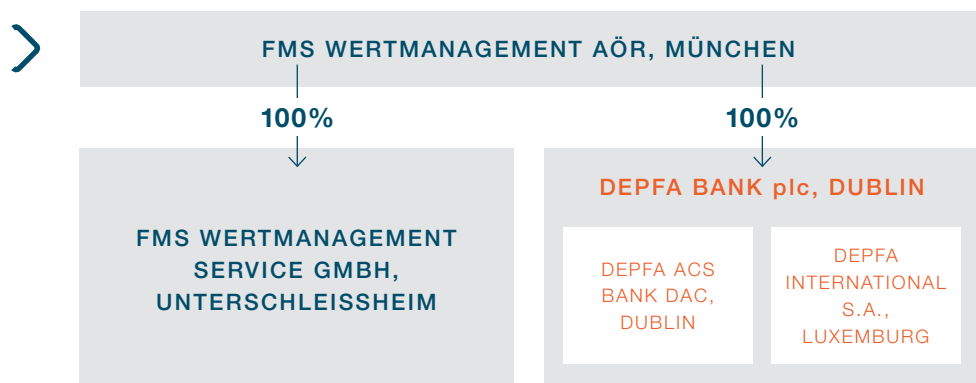 FMS WERTMANAGEMENT AÖR, MÜNCHEN
100%
100%
FMS WERTMANAGEMENT
SERVICE GMBH,
UNTERSCHLEISSHEIM
DEPFA BANK plc, DUBLIN
DEPFA ACS
BANK DAC,
DUBLIN
DEPFA
INTERNATIONAL
S.A.,
LUXEMBURG